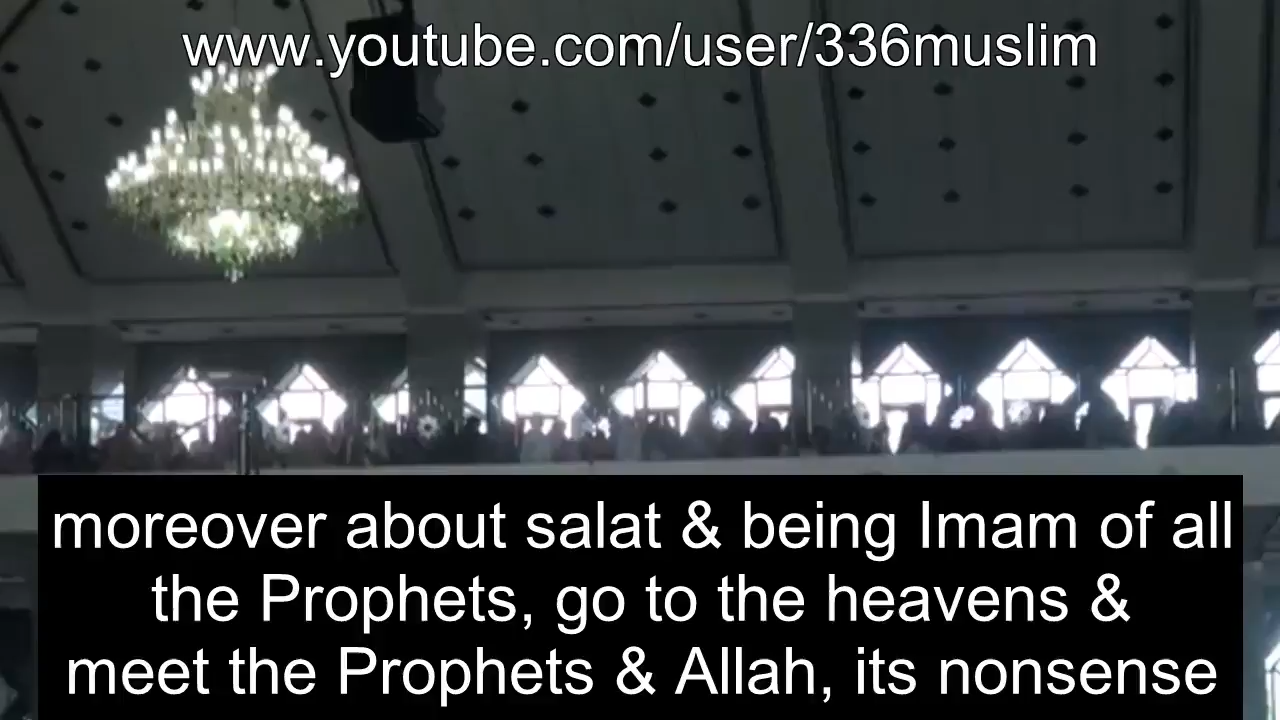 www.youtube.com/user/336muslim
moreover about salat & being Imam of all
the Prophets, go to the heavens &
meet the Prophets & Allah, its nonsense